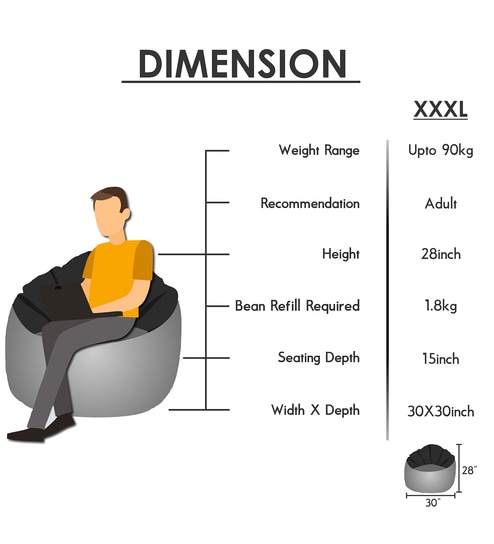 DIMENSION
XXXL
Weight Range Upto 90kg
Recommendation Adult
Height 28inch
Bean Refill Required 1.8kg
Seating Depth 15inch
Width X Depth 30X30inch
28"
30"